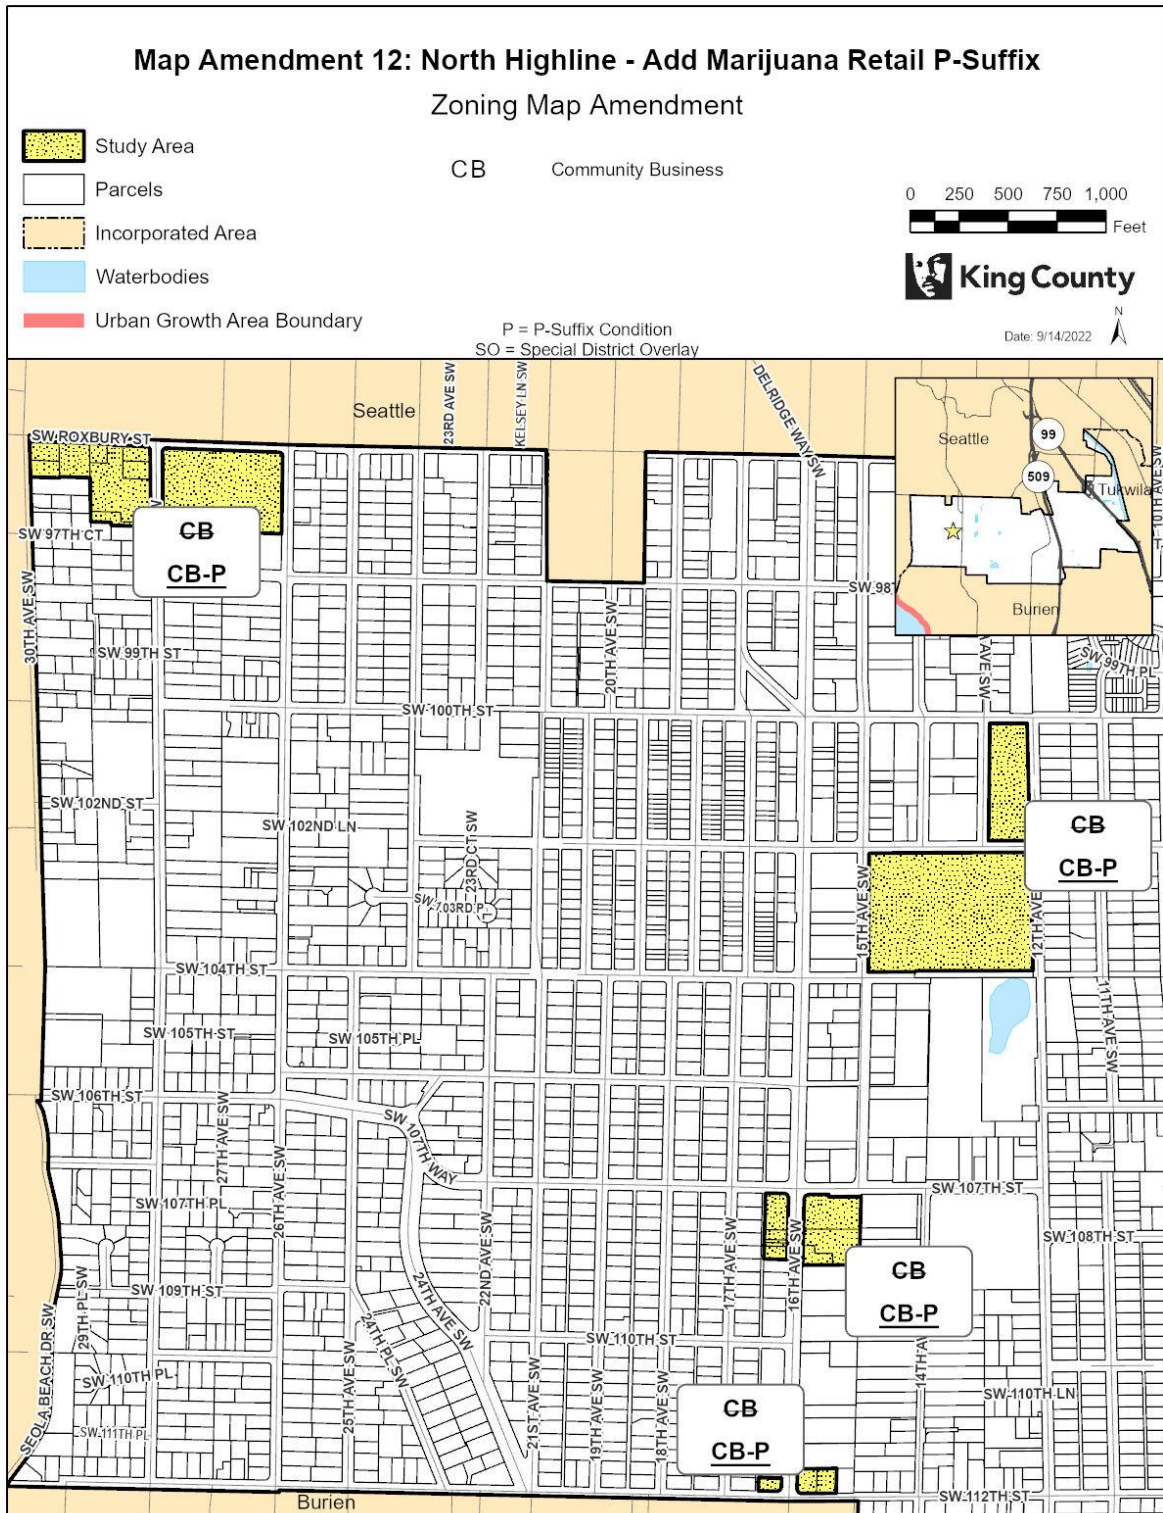 Map Amendment 12: North Highline - Add Marijuana Retail P-Suffix
Zoning Map Amendment
Study Area
CB Community Business
Parcels
0 250 500 750 1,000
Feet
Incorporated Area
Waterbodies
King County
Urban Growth Area Boundary
P = P-Suffix Condition
SO = Special District Overlay
Date: 9/14/2022
N
Seattle
23RD AVE SW
KELSEY LN SW
DELRIDGE WAY SW
SW ROXBURY ST
Seattle
99
509
Tukwila
Burien
10TH AVE SW
SW 97TH CT
CB
CB-P
30TH AVE SW
SW 98T
20TH AVE SW
AVE SW
SW 99TH PL
SW 99TH ST
SW 100TH ST
SW 102ND ST
SW 102ND LN
23RD CT SW
CB
CB-P
SW 103RD PL
15TH AVE SW
12TH AVE
SW 104TH ST
SW 105TH ST
SW 105TH PL
11TH AVE SW
SW 106TH ST
27TH AVE SW
SW 107TH WAY
26TH AVE SW
SW 107TH PL
SW 107TH ST
22ND AVE SW
17TH AVE SW
16TH AVE SW
SW 108TH ST
CB
CB-P
29TH PL SW
SW 109TH ST
24TH AVE SW
24TH PL SW
SW 110TH ST
14TH AV
SEOLA BEACH DR SW
SW 110TH PL
25TH AVE SW
21ST AVE SW
19TH AVE SW
18TH AVE SW
SW 110TH LN
CB
CB-P
SW 111TH PL
SW 112TH ST
Burien